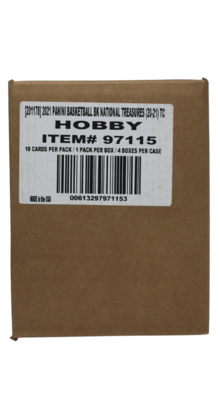 [201178] 2021 PANINI BASKETBALL BK NATIONAL TREASURES (20-21) TC
HOBBY
ITEM# 97115
10 CARDS PER PACK / 1 PACK PER BOX / 4 BOXES PER CASE
MADE in the USA
00613297971153